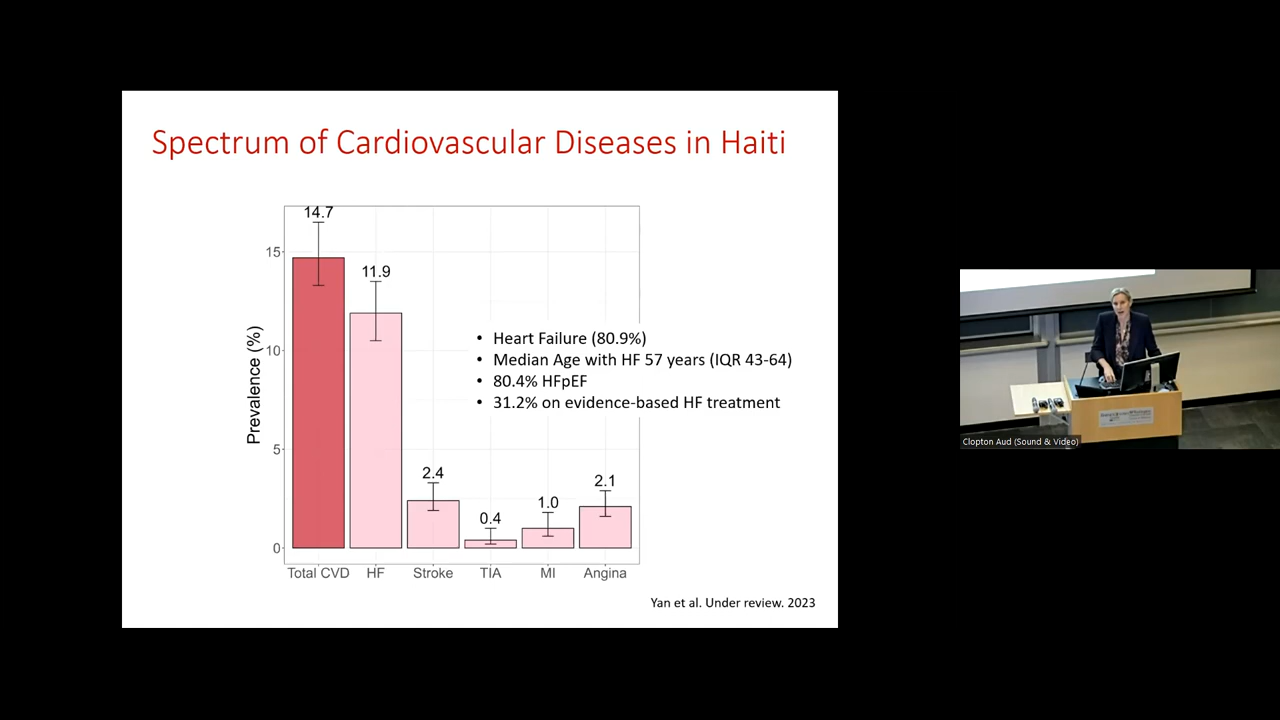 Spectrum of Cardiovascular Diseases in Haiti
14.7
15
11.9
10
Prevalence (%)
5
2.4
0.4
1.0
2.1
0
Total CVD HF Stroke TIA MI Angina
• Heart Failure (80.9%)
• Median Age with HF 57 years (IQR 43-64)
• 80.4% HFpEF
• 31.2% on evidence-based HF treatment
Yan et al. Under review. 2023
Clopton Aud (Sound & Video)